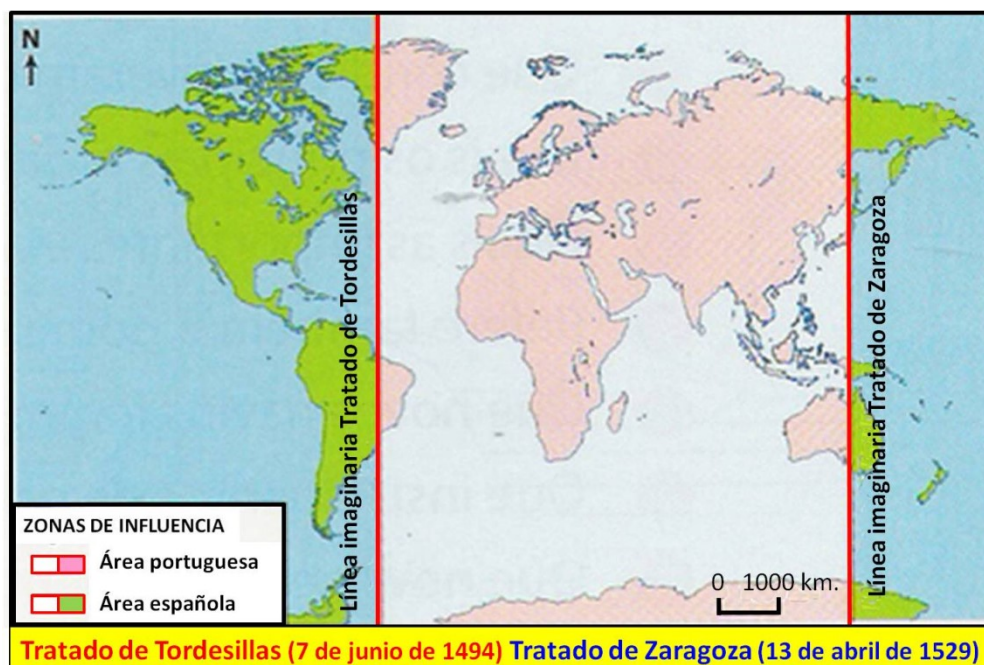 N
Línea imaginaria Tratado de Tordesillas
Línea imaginaria Tratado de Zaragoza
ZONAS DE INFLUENCIA
Área portuguesa
Área española
0 1000 km.
Tratado de Tordesillas (7 de junio de 1494) Tratado de Zaragoza (13 de abril de 1529)